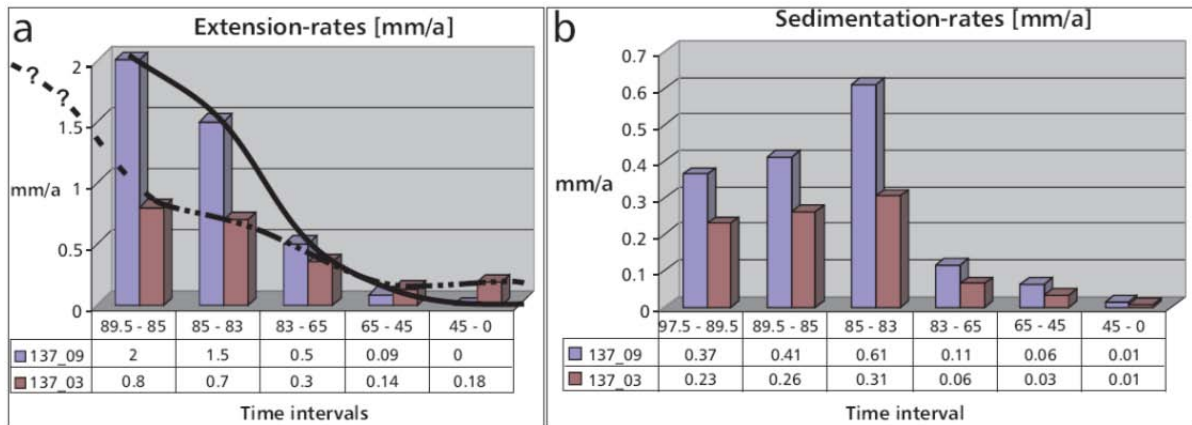 a
Extension-rates [mm/a]
2
1.5
1
0.5
0
mm/a
? ?
89.5 - 85 85 - 83 83 - 65 65 - 45 45 - 0
137_09 2 1.5 0.5 0.09 0
137_03 0.8 0.7 0.3 0.14 0.18
Time intervals
b
Sedimentation-rates [mm/a]
0.7
0.6
0.5
0.4
0.3
0.2
0.1
0
mm/a
97.5 - 89.5 89.5 - 85 85 - 83 83 - 65 65 - 45 45 - 0
137_09 0.37 0.41 0.61 0.11 0.06 0.01
137_03 0.23 0.26 0.31 0.06 0.03 0.01
Time interval